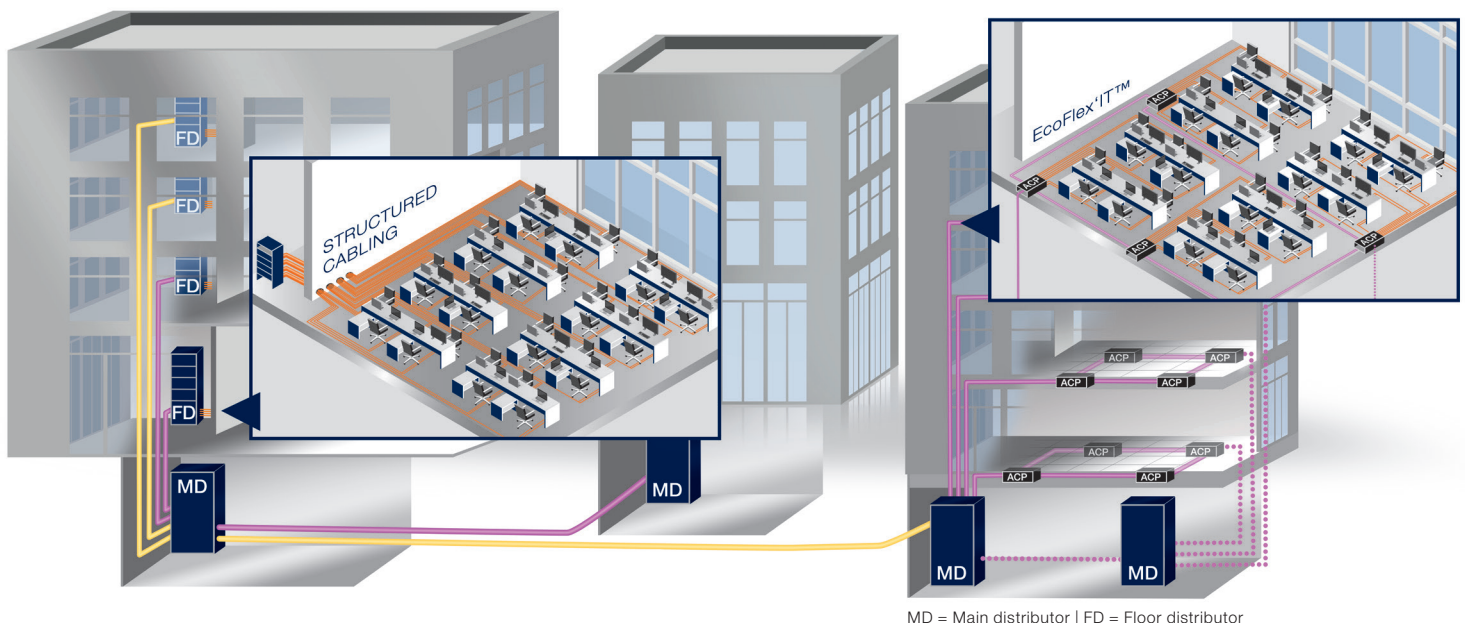 FD
FD
FD
FD
MD
STRUCTURED
CABLING
MD
EcoFlex'IT™
ACP
ACP
ACP
ACP
ACP
ACP
ACP
ACP
ACP
ACP
ACP
ACP
MD
MD
MD = Main distributor | FD = Floor distributor